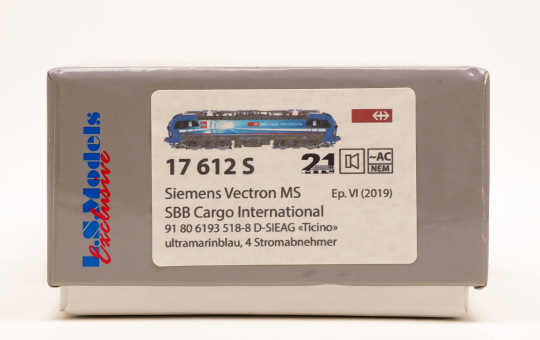 L.S.Models
Exclusive
17 612 S
21
~AC
NEM
Siemens Vectron MS
Ep. VI (2019)
SBB Cargo International
91 80 6193 518-8 D-SIEAG «Ticino»
ultramarinblau, 4 Stromabnehmer